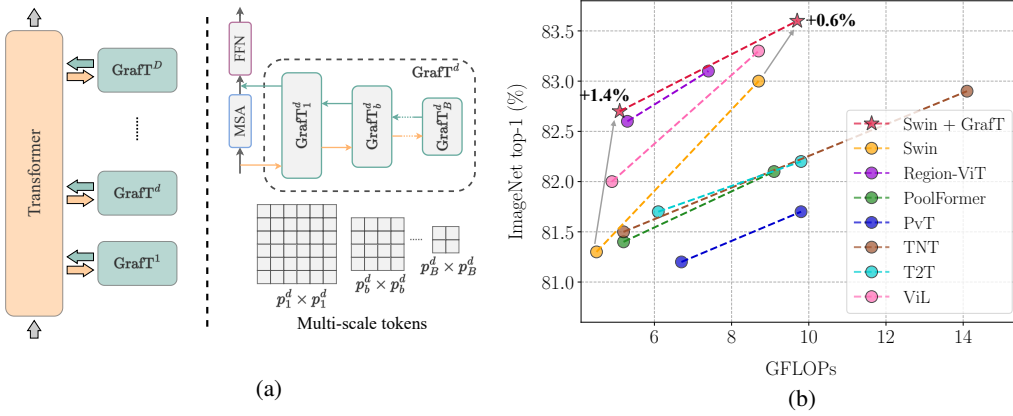 Transformer
GrafT^D
GrafT^d
GrafT^1
(a)
FFN
MSA
GrafT^d
GrafT^d_1
GrafT^d_b
GrafT^d_B
p^d_1 × p^d_1
p^d_b × p^d_b
p^d_B × p^d_B
Multi-scale tokens
ImageNet top-1 (%)
83.5
83.0
82.5
82.0
81.5
81.0
+0.6%
+1.4%
Swin + GrafT
Swin
Region-ViT
PoolFormer
PvT
TNT
T2T
ViL
6 8 10 12 14
GFLOPs
(b)